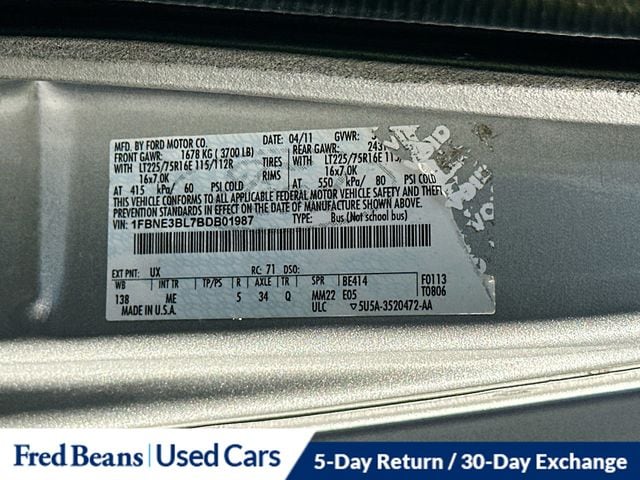 MFD. BY FORD MOTOR CO. DATE: 04/11 GVWR:
FRONT GAWR: 1678 KG ( 3700 LB) REAR GAWR: 243
WITH LT225/75R16E 115/112R TIRES WITH LT225/75R16E 115
16x7.0K RIMS 16x7.0K
AT 415 kPa/ 60 PSI COLD AT 550 kPa/ 80 PSI COLD
THIS VEHICLE CONFORMS TO ALL APPLICABLE FEDERAL MOTOR VEHICLE SAFETY AND THEFT
STANDARDS IN EFFECT ON THE DATE OF MANUFACTURE SHOWN ABOVE.
VIN: 1FBNE3BL7BDB01987 TYPE: Bus (Not school bus)
VOID
EXT PNT: UX RC: 71 DSO:
WB INT TR TP/PS R AXLE TR SPR BE414 F0113
138 ME 5 34 Q MM22 E05 T0806
MADE IN U.S.A. ULC 5U5A-3520472-AA
Fred Beans Used Cars 5-Day Return / 30-Day Exchange